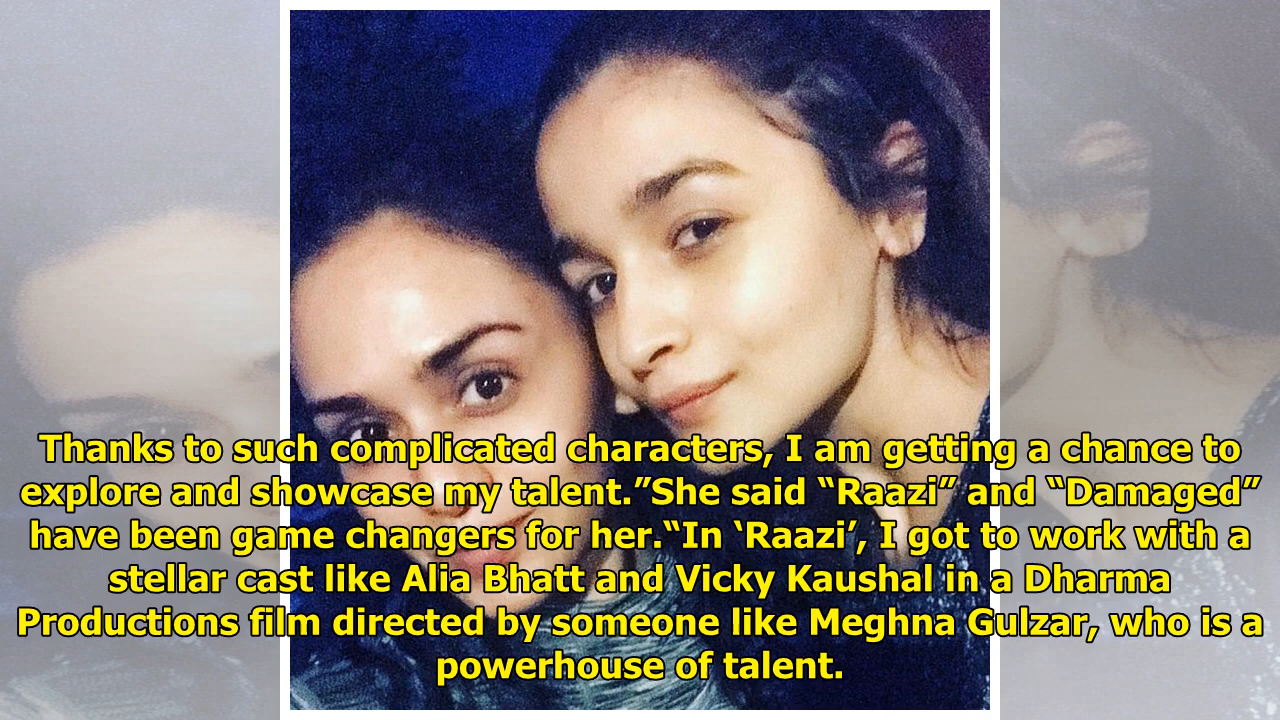 Thanks to such complicated characters, I am getting a chance to
explore and showcase my talent.”She said “Raazi” and “Damaged”
have been game changers for her.“In ‘Raazi’, I got to work with a
stellar cast like Alia Bhatt and Vicky Kaushal in a Dharma
Productions film directed by someone like Meghna Gulzar, who is a
powerhouse of talent.